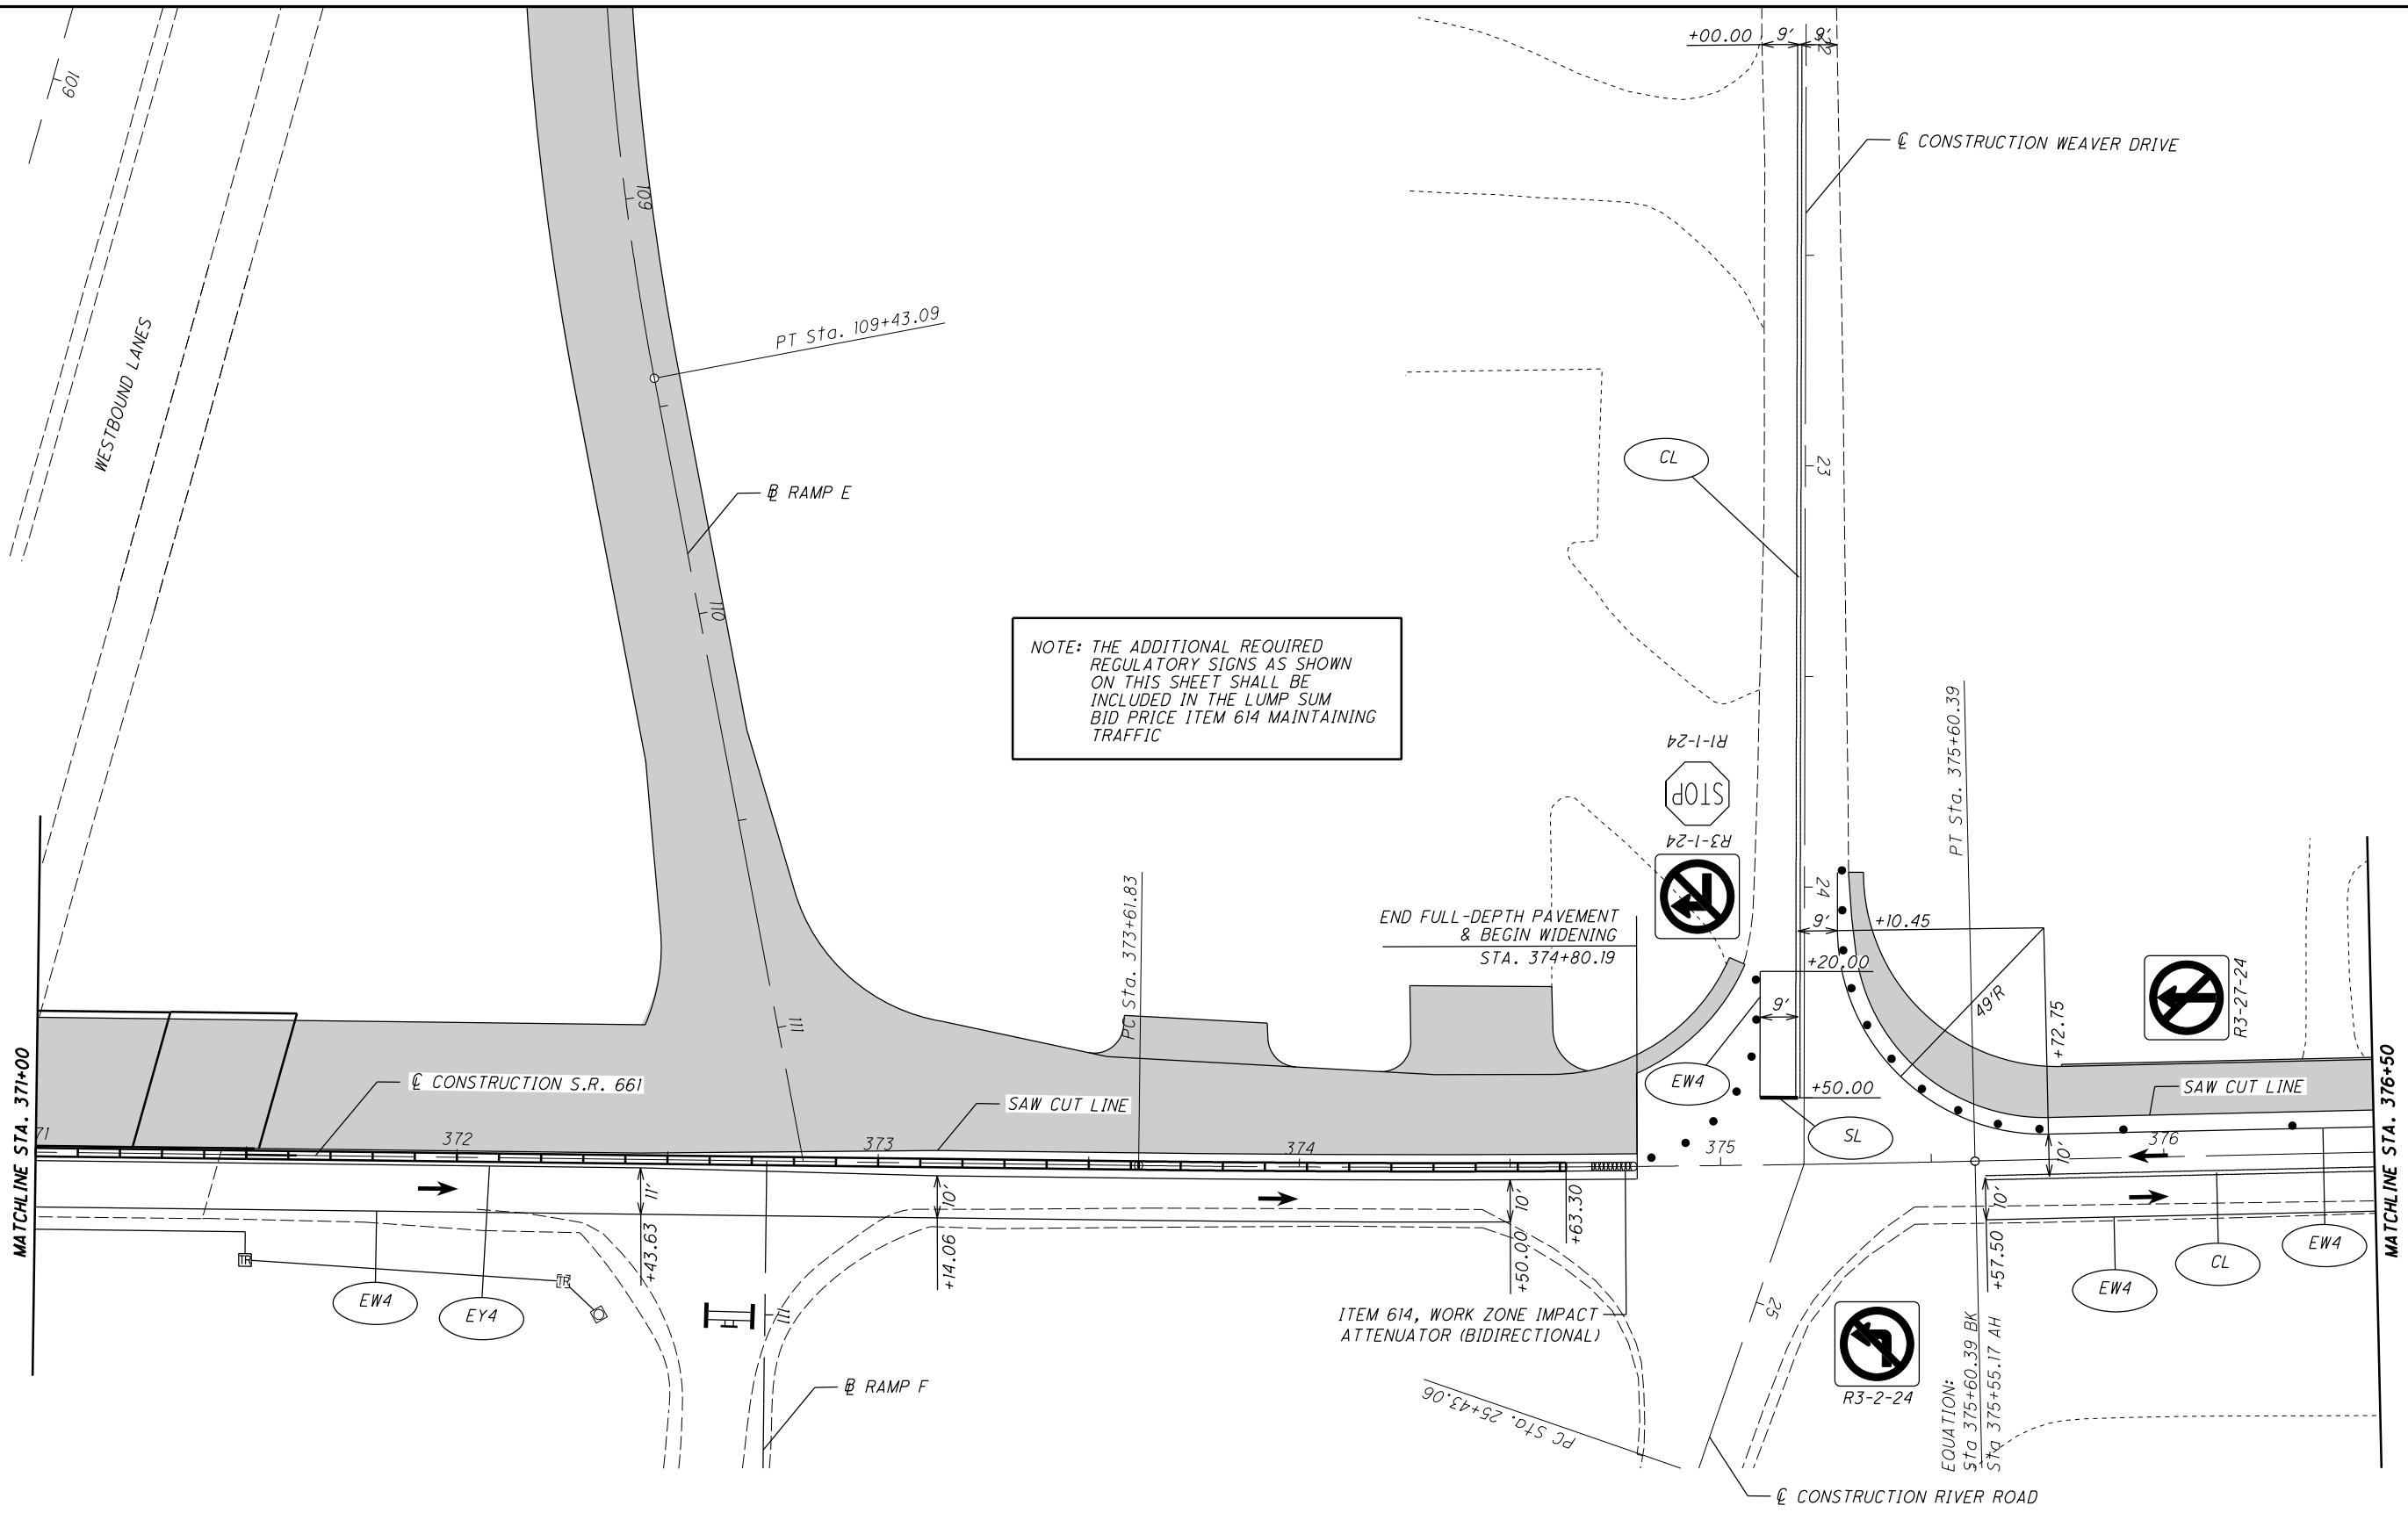 109
+00.00
9'
9'
22
℄ CONSTRUCTION WEAVER DRIVE
109
PT Sta. 109+43.09
WESTBOUND LANES
CL
23
RAMP E
110
NOTE: THE ADDITIONAL REQUIRED
REGULATORY SIGNS AS SHOWN
ON THIS SHEET SHALL BE
INCLUDED IN THE LUMP SUM
BID PRICE ITEM 614 MAINTAINING
TRAFFIC
R1-1-24
STOP
R3-1-24
PT Sta. 375+60.39
PC Sta. 373+61.83
END FULL-DEPTH PAVEMENT
& BEGIN WIDENING
STA. 374+80.19
24
9'
+10.45
+20.00
9'
49'R
+72.75
R3-27-24
111
MATCHLINE STA. 371+00
℄ CONSTRUCTION S.R. 661
SAW CUT LINE
EW4
+50.00
SL
SAW CUT LINE
MATCHLINE STA. 376+50
71
372
373
374
375
376
11'
10'
10'
10'
10'
+43.63
+14.06
+50.00
+63.30
+57.50
TR
TR
EW4
EY4
111
ITEM 614, WORK ZONE IMPACT
ATTENUATOR (BIDIRECTIONAL)
25
EW4
CL
EW4
RAMP F
R3-2-24
PC Sta. 25+43.06
EQUATION:
Sta 375+60.39 BK
Sta 375+55.17 AH
℄ CONSTRUCTION RIVER ROAD